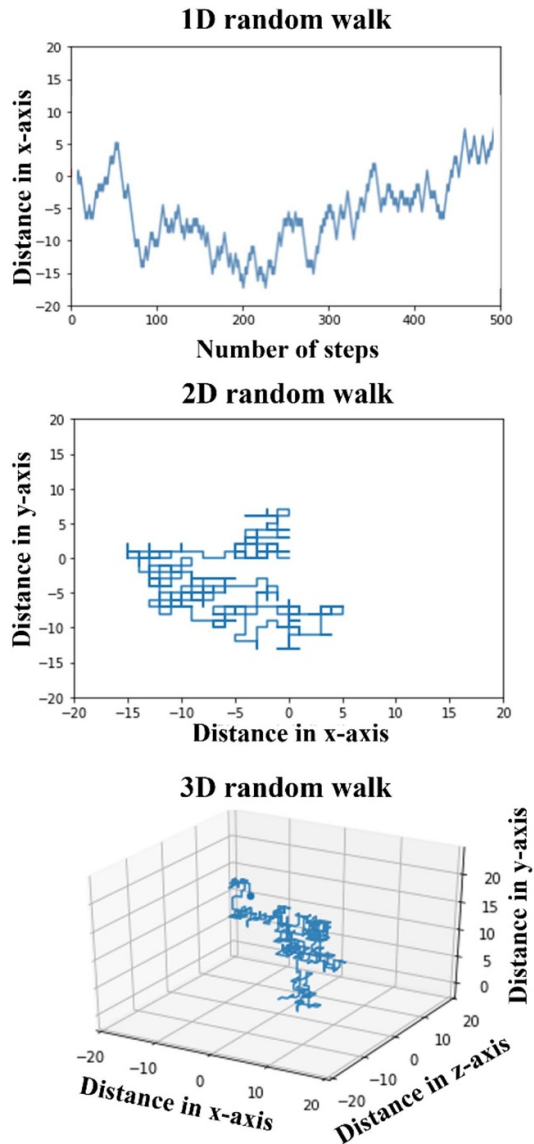 1D random walk
20
15
10
5
0
−5
−10
−15
−20
Distance in x-axis
0 100 200 300 400 500
Number of steps
2D random walk
20
15
10
5
0
−5
−10
−15
−20
Distance in y-axis
−20 −15 −10 −5 0 5 10 15 20
Distance in x-axis
3D random walk
20
15
10
5
0
Distance in y-axis
−20
−10
0
10
20
Distance in x-axis
−20
−10
0
10
20
Distance in z-axis